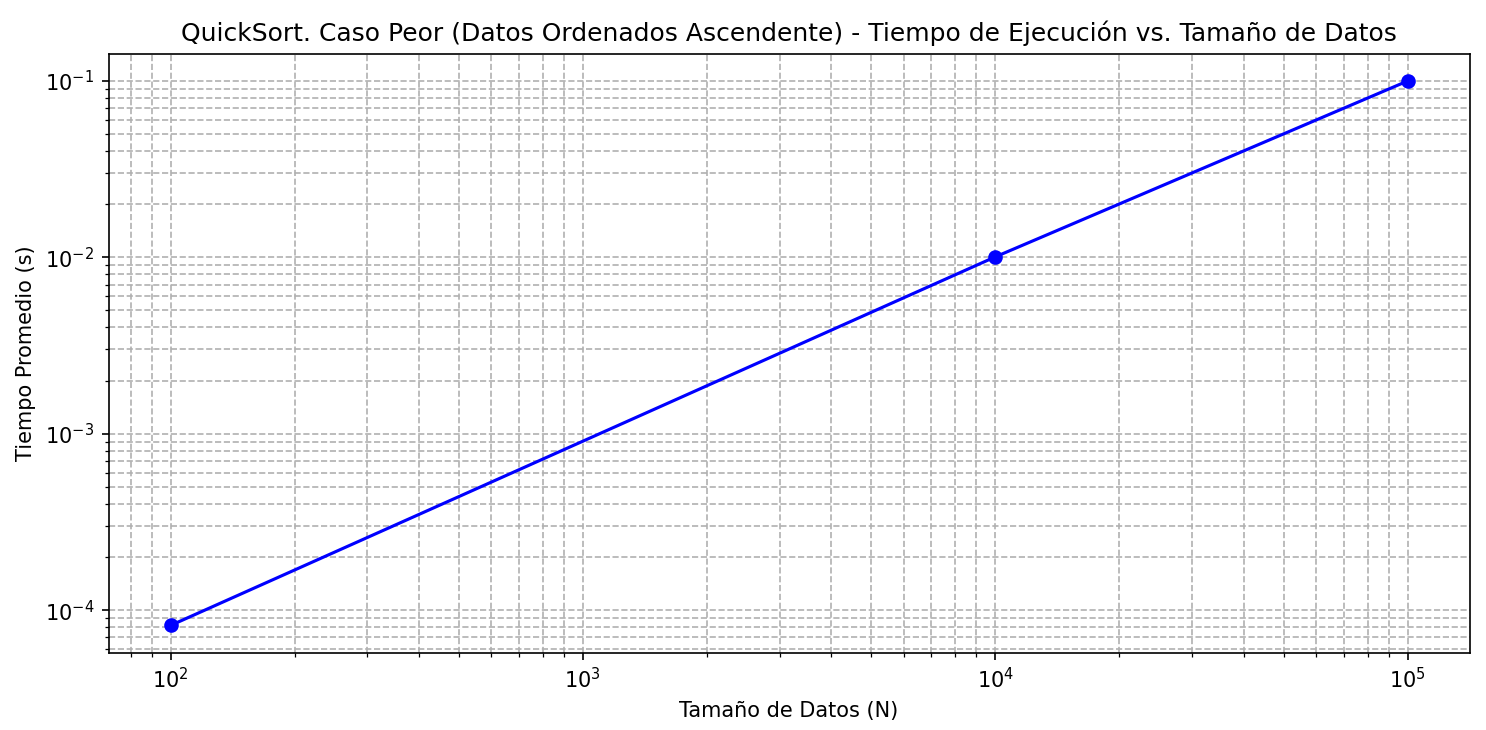 QuickSort. Caso Peor (Datos Ordenados Ascendente) - Tiempo de Ejecución vs. Tamaño de Datos
Tiempo Promedio (s)
10⁻¹
10⁻²
10⁻³
10⁻⁴
10² 10³ 10⁴ 10⁵
Tamaño de Datos (N)